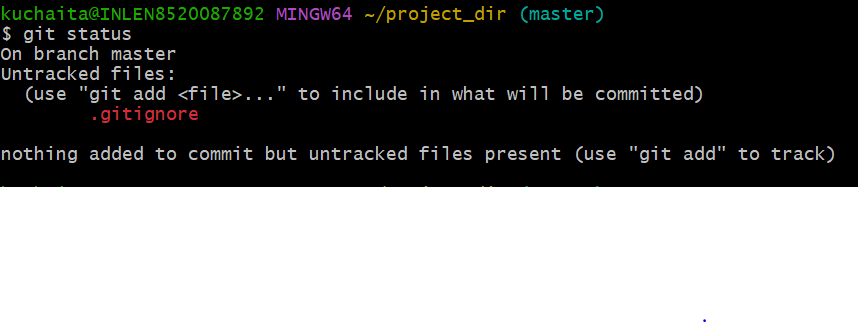 kuchaita@INLEN8520087892 MINGW64 ~/project_dir (master)
$ git status
On branch master
Untracked files:
  (use "git add <file>..." to include in what will be committed)
        .gitignore

nothing added to commit but untracked files present (use "git add" to track)